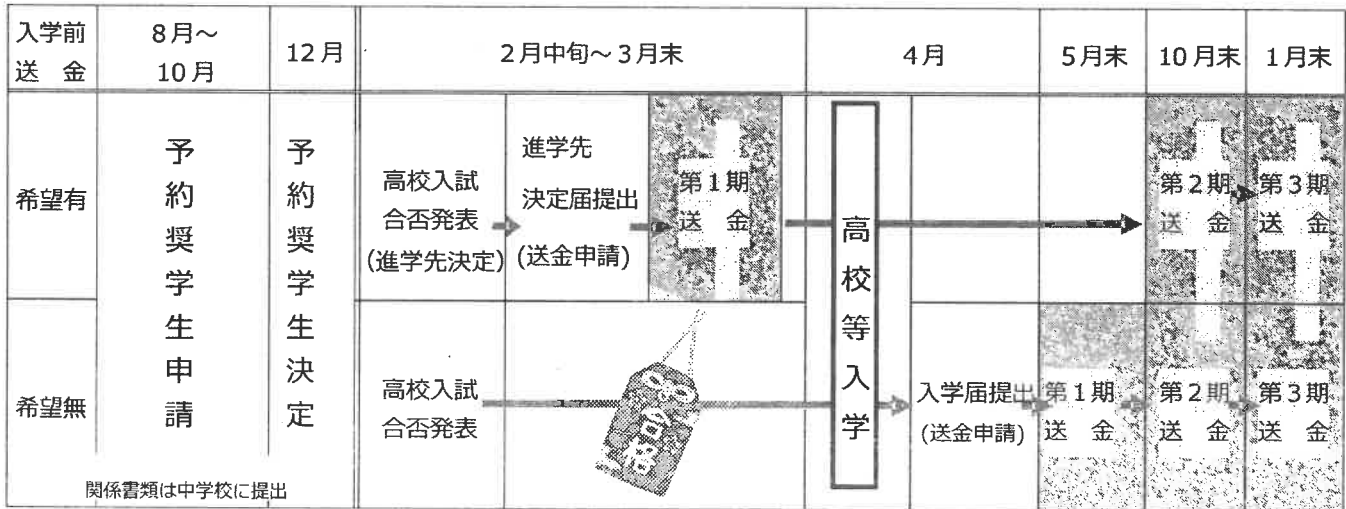 入学前
送 金
8月~
10月
12月
2月中旬~3月末
4月
5月末
10月末
1月末
希望有
予約奨学生申請
予約奨学生決定
高校入試
合否発表
(進学先決定)
進学先
決定届提出
(送金申請)
第1期
送 金
高校等入学
第2期
送 金
第3期
送 金
希望無
高校入試
合否発表
合格
入学届提出
(送金申請)
第1期
送 金
第2期
送 金
第3期
送 金
関係書類は中学校に提出